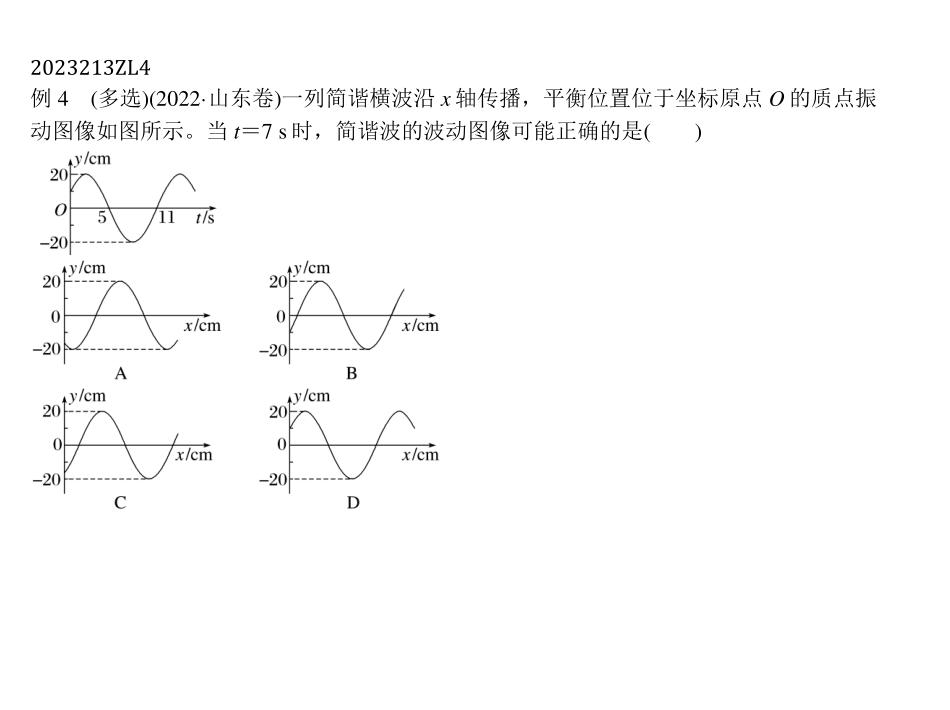 2023213ZL4
例 4 (多选)(2022·山东卷)一列简谐横波沿 x 轴传播，平衡位置位于坐标原点 O 的质点振
动图像如图所示。当 t＝7 s 时，简谐波的波动图像可能正确的是( )
y/cm
20
O
5
11
t/s
−20
y/cm
20
0
x/cm
−20
A
y/cm
20
0
x/cm
−20
B
y/cm
20
0
x/cm
−20
C
y/cm
20
0
x/cm
−20
D